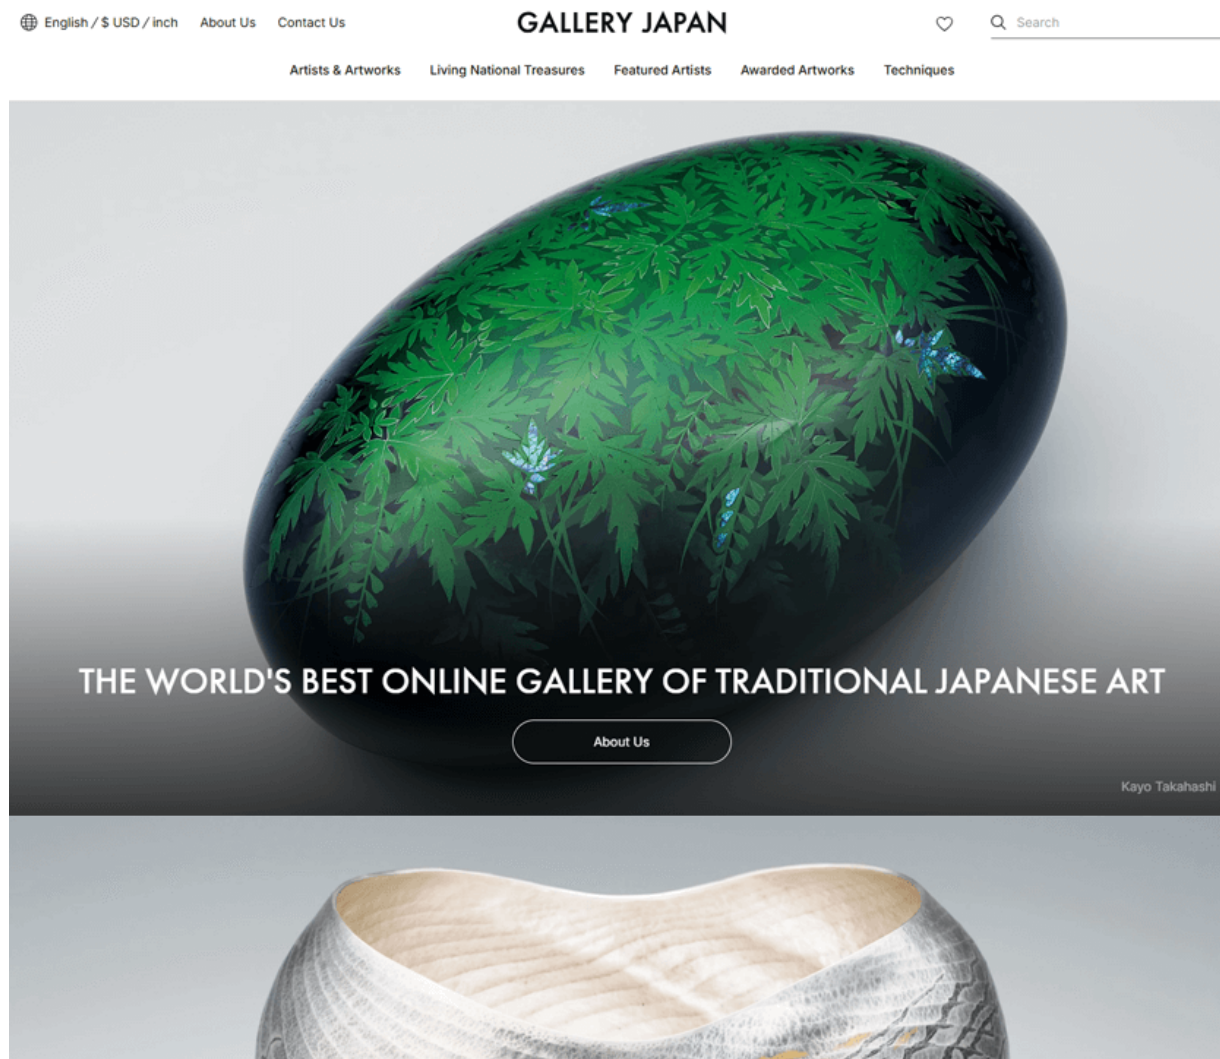 English / $ USD / inch About Us Contact Us GALLERY JAPAN Search
Artists & Artworks Living National Treasures Featured Artists Awarded Artworks Techniques
THE WORLD'S BEST ONLINE GALLERY OF TRADITIONAL JAPANESE ART
About Us
Kayo Takahashi